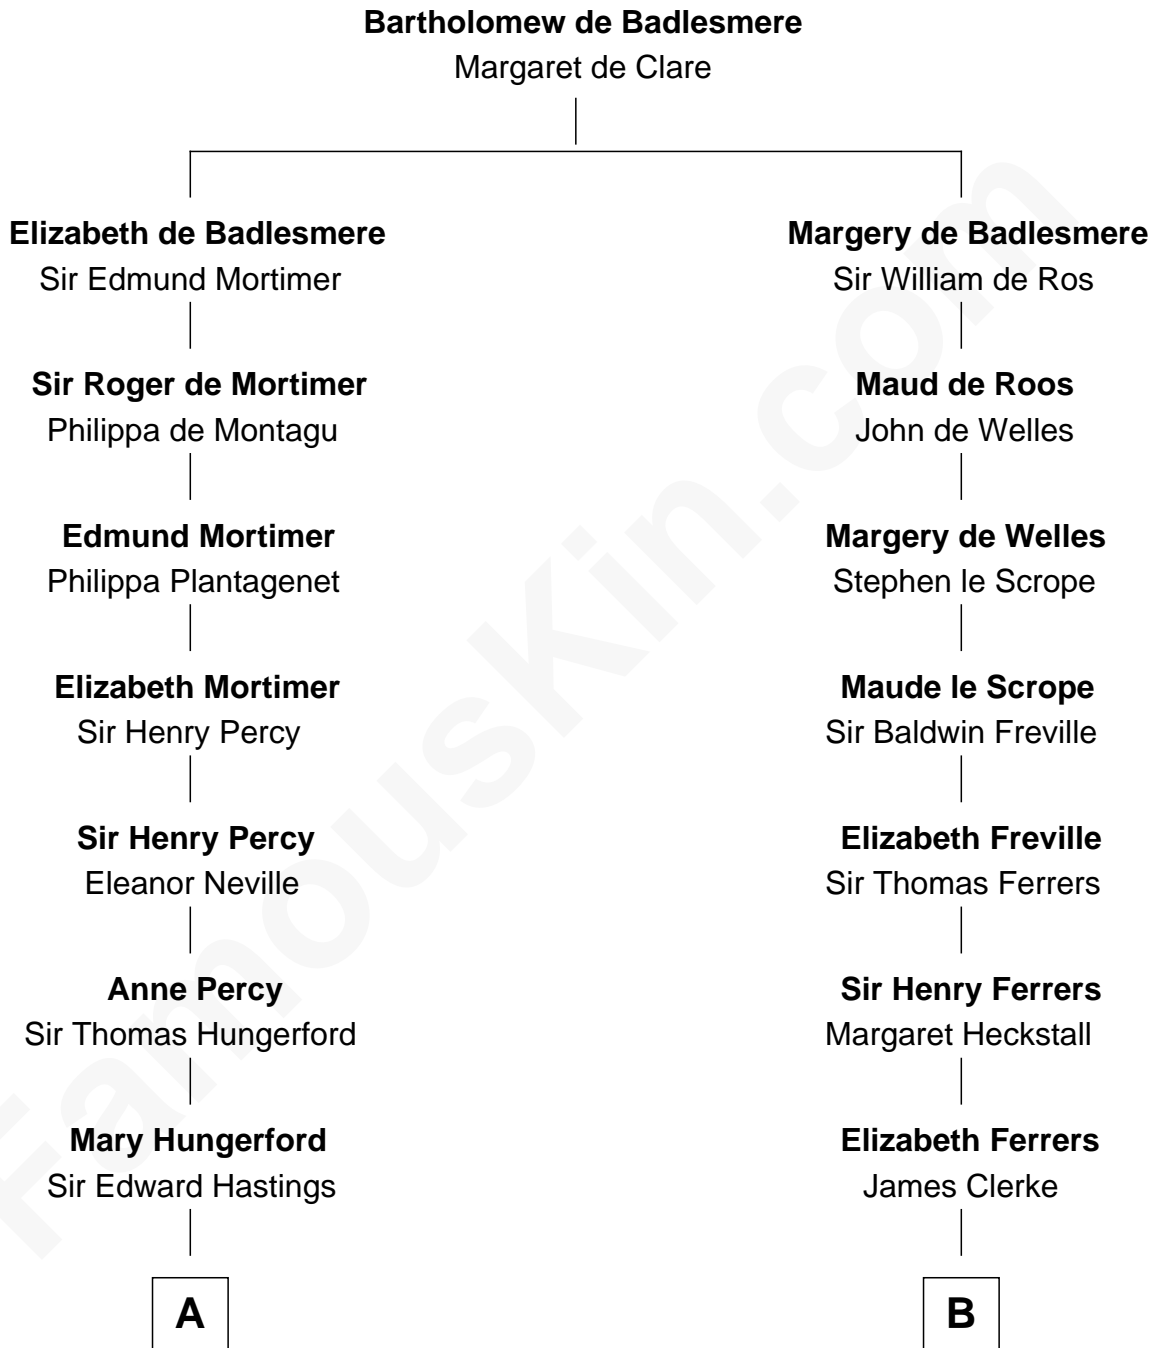 Bartholomew de Badlesmere
Margaret de Clare
Elizabeth de Badlesmere
Sir Edmund Mortimer
Margery de Badlesmere
Sir William de Ros
Sir Roger de Mortimer
Philippa de Montagu
Maud de Roos
John de Welles
Edmund Mortimer
Philippa Plantagenet
Margery de Welles
Stephen le Scrope
Elizabeth Mortimer
Sir Henry Percy
Maude le Scrope
Sir Baldwin Freville
Sir Henry Percy
Eleanor Neville
Elizabeth Freville
Sir Thomas Ferrers
Anne Percy
Sir Thomas Hungerford
Sir Henry Ferrers
Margaret Heckstall
Mary Hungerford
Sir Edward Hastings
Elizabeth Ferrers
James Clerke
A
B
FamousKin.com